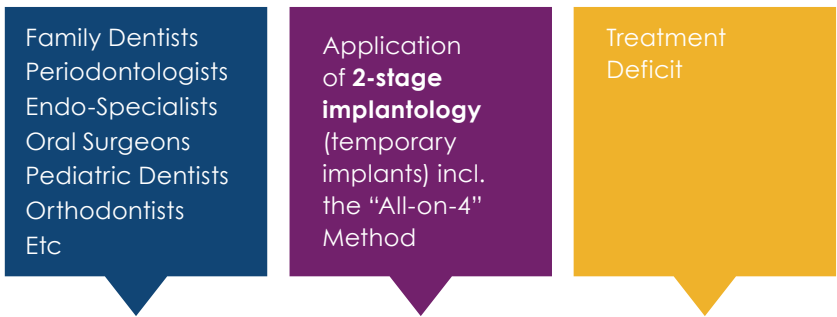 Family Dentists
Periodontologists
Endo-Specialists
Oral Surgeons
Pediatric Dentists
Orthodontists
Etc
Application
of 2-stage
implantology
(temporary
implants) incl.
the “All-on-4”
Method
Treatment
Deficit